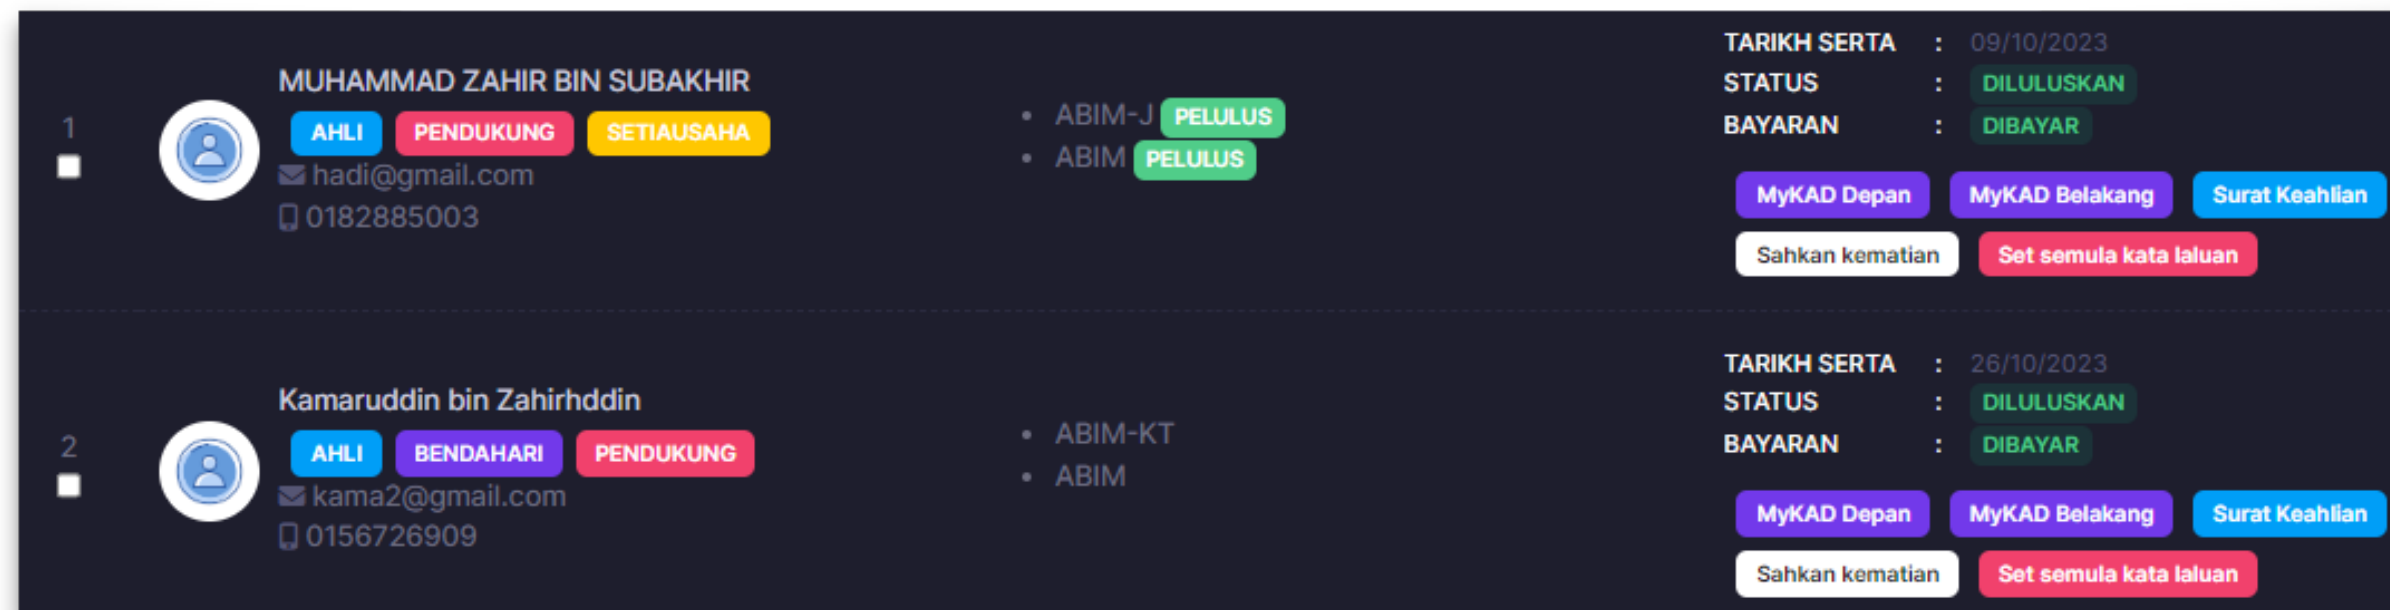 1
MUHAMMAD ZAHIR BIN SUBAKHIR
AHLI PENDUKUNG SETIAUSAHA
hadi@gmail.com
0182885003
• ABIM-J PELULUS
• ABIM PELULUS
TARIKH SERTA : 09/10/2023
STATUS : DILULUSKAN
BAYARAN : DIBAYAR
MyKAD Depan MyKAD Belakang Surat Keahlian
Sahkan kematian Set semula kata laluan
2
Kamaruddin bin Zahirhddin
AHLI BENDAHARI PENDUKUNG
kama2@gmail.com
0156726909
• ABIM-KT
• ABIM
TARIKH SERTA : 26/10/2023
STATUS : DILULUSKAN
BAYARAN : DIBAYAR
MyKAD Depan MyKAD Belakang Surat Keahlian
Sahkan kematian Set semula kata laluan